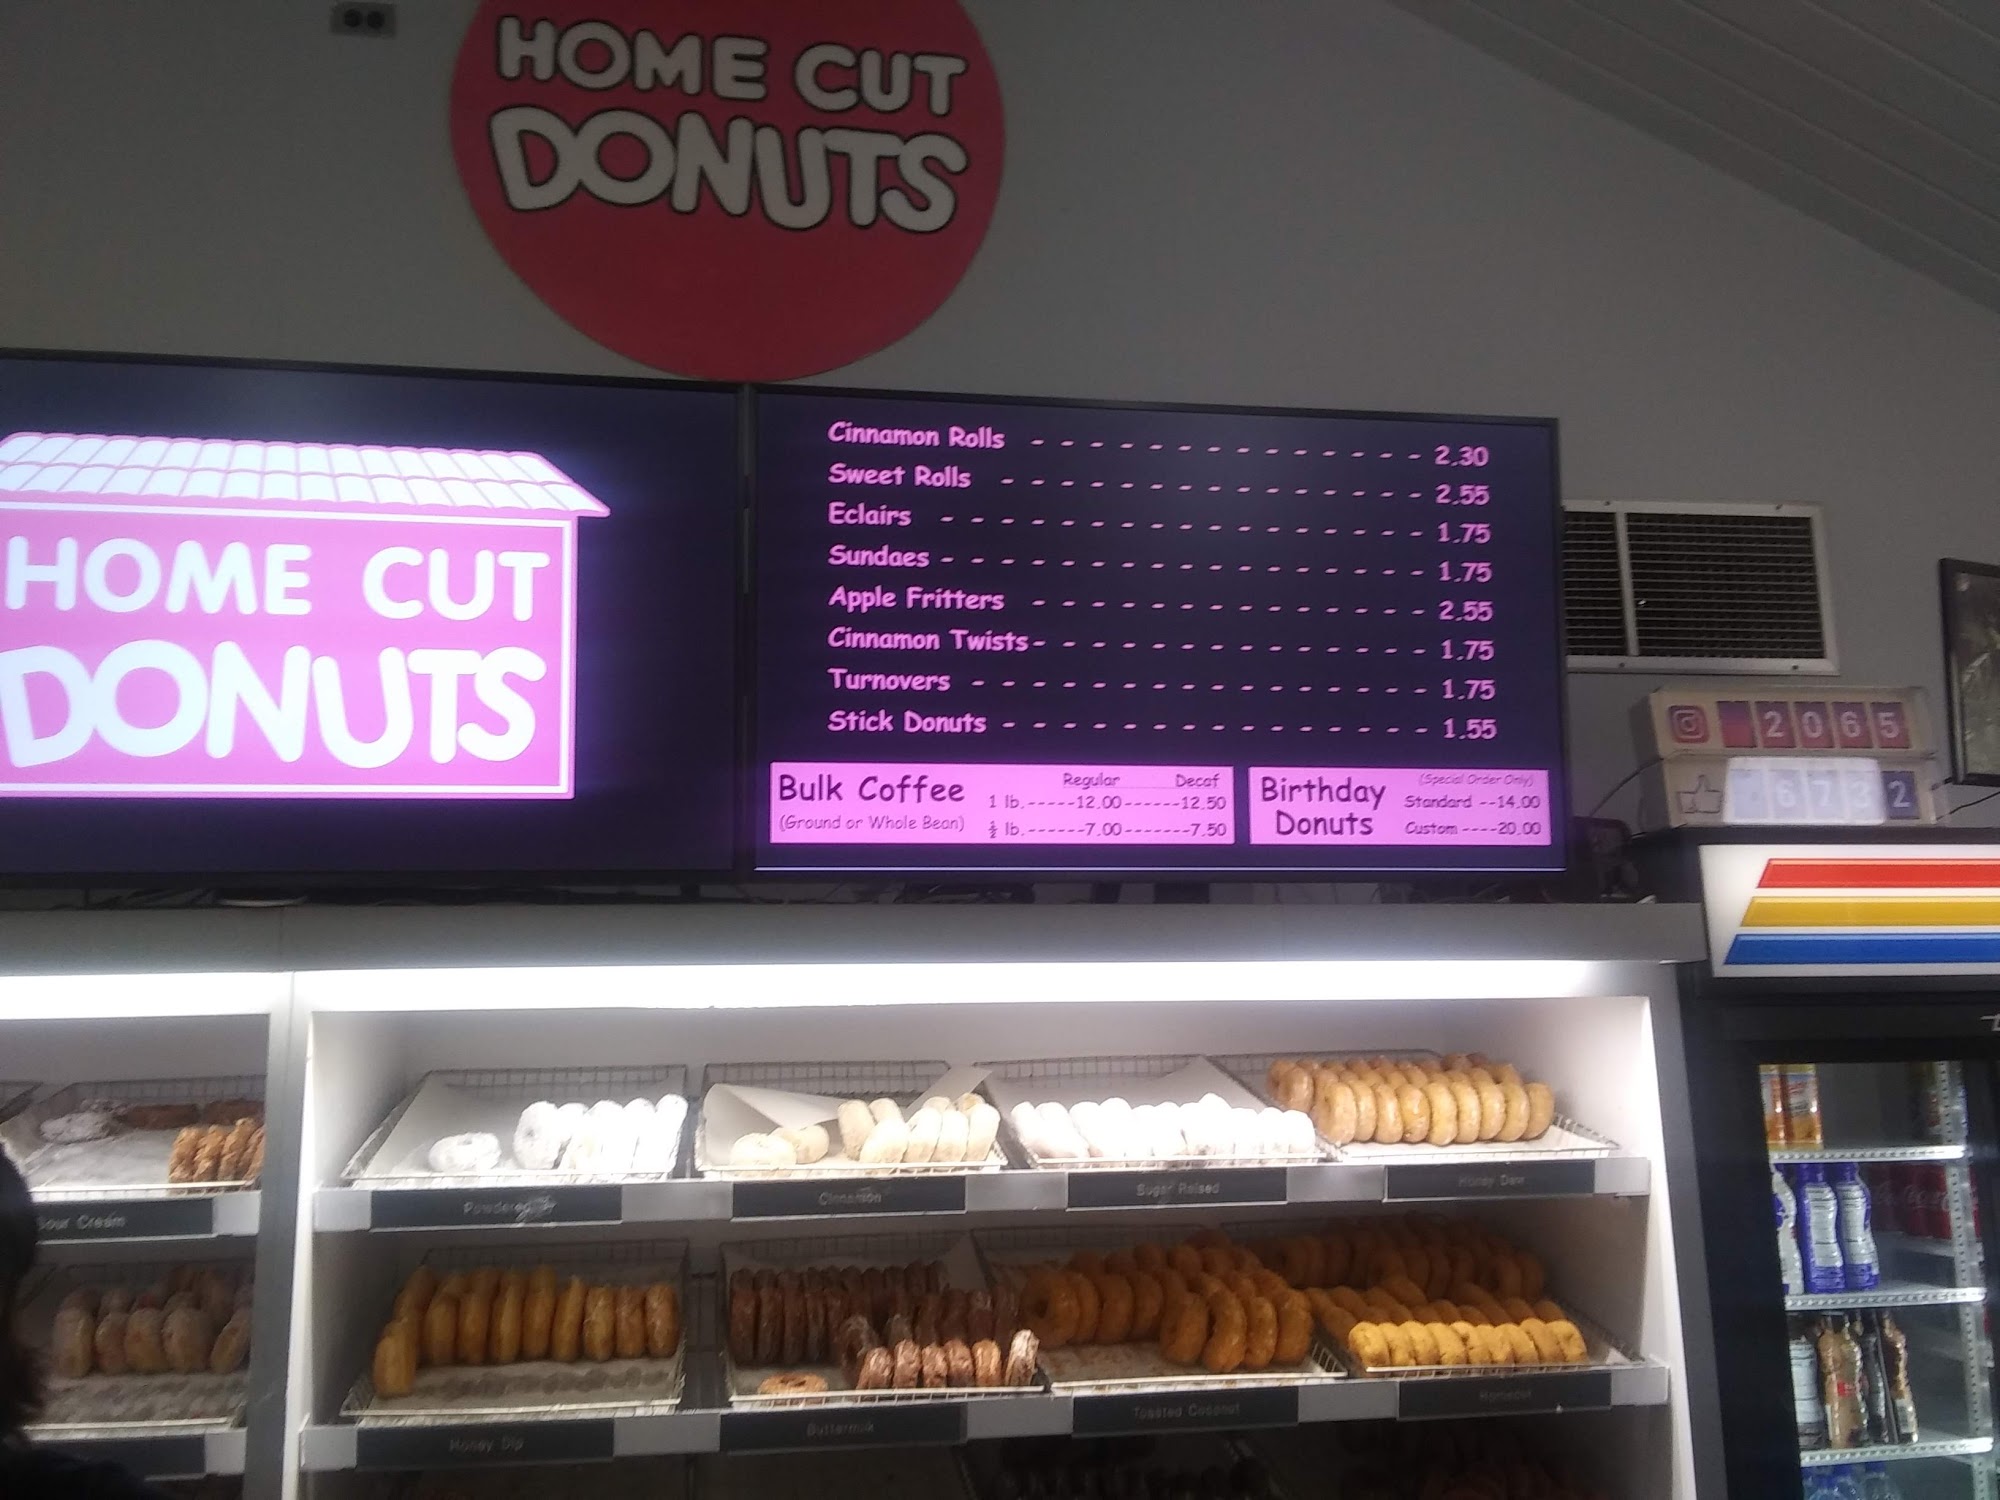 HOME CUT
DONUTS
HOME CUT
DONUTS
Cinnamon Rolls - - - - - - - - - - - - - - 2.30
Sweet Rolls - - - - - - - - - - - - - - - 2.55
Eclairs - - - - - - - - - - - - - - - - - 1.75
Sundaes - - - - - - - - - - - - - - - - - 1.75
Apple Fritters - - - - - - - - - - - - - - 2.55
Cinnamon Twists - - - - - - - - - - - - - - 1.75
Turnovers - - - - - - - - - - - - - - - - 1.75
Stick Donuts - - - - - - - - - - - - - - - 1.55
Bulk Coffee
(Ground or Whole Bean)
Regular Decaf
1 lb.-----12.00------12.50
½ lb.------7.00-------7.50
Birthday
Donuts
(Special Order Only)
Standard --14.00
Custom ----20.00
2065
6732
Sour Cream
Powdered
Cinnamon
Sugar Raised
Honey Dew
Honey Dip
Buttermilk
Toasted Coconut
Homecut